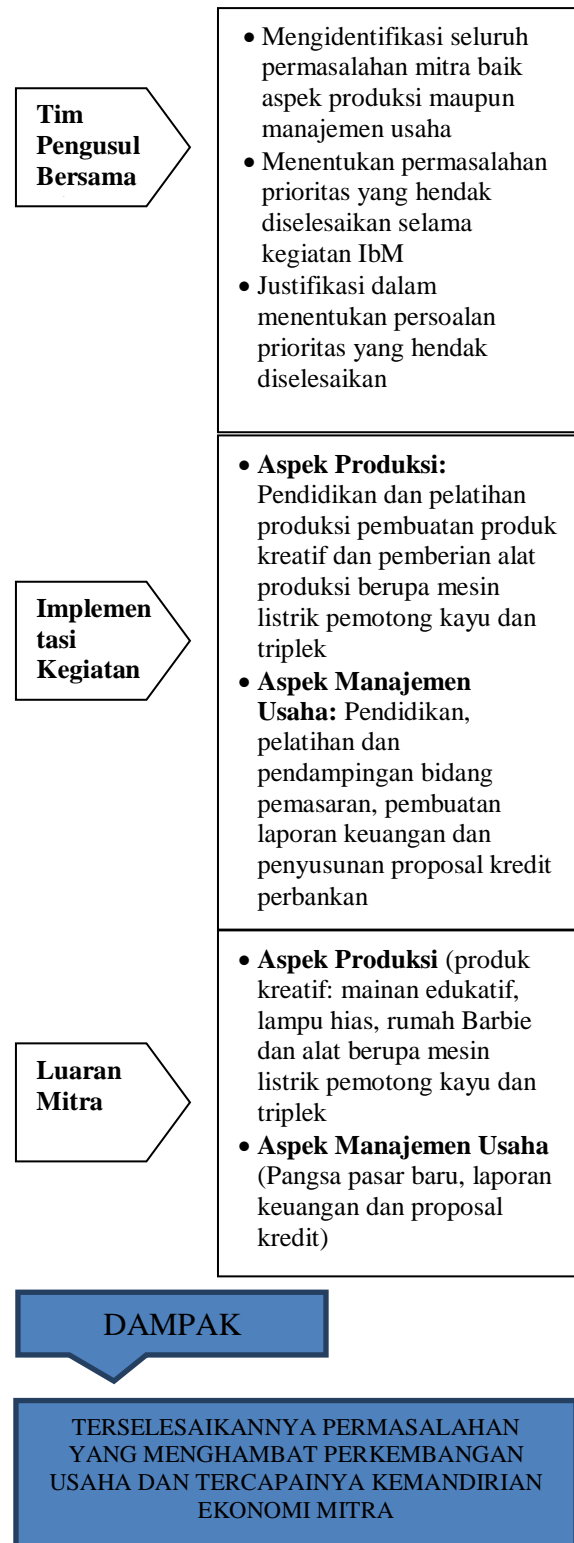 Tim
Pengusul
Bersama
• Mengidentifikasi seluruh
permasalahan mitra baik
aspek produksi maupun
manajemen usaha
• Menentukan permasalahan
prioritas yang hendak
diselesaikan selama
kegiatan IbM
• Justifikasi dalam
menentukan persoalan
prioritas yang hendak
diselesaikan
Implemen
tasi
Kegiatan
• Aspek Produksi:
Pendidikan dan pelatihan
produksi pembuatan produk
kreatif dan pemberian alat
produksi berupa mesin
listrik pemotong kayu dan
triplek
• Aspek Manajemen
Usaha: Pendidikan,
pelatihan dan
pendampingan bidang
pemasaran, pembuatan
laporan keuangan dan
penyusunan proposal kredit
perbankan
Luaran
Mitra
• Aspek Produksi (produk
kreatif: mainan edukatif,
lampu hias, rumah Barbie
dan alat berupa mesin
listrik pemotong kayu dan
triplek
• Aspek Manajemen Usaha
(Pangsa pasar baru, laporan
keuangan dan proposal
kredit)
DAMPAK
TERSELESAIKANNYA PERMASALAHAN
YANG MENGHAMBAT PERKEMBANGAN
USAHA DAN TERCAPAINYA KEMANDIRIAN
EKONOMI MITRA